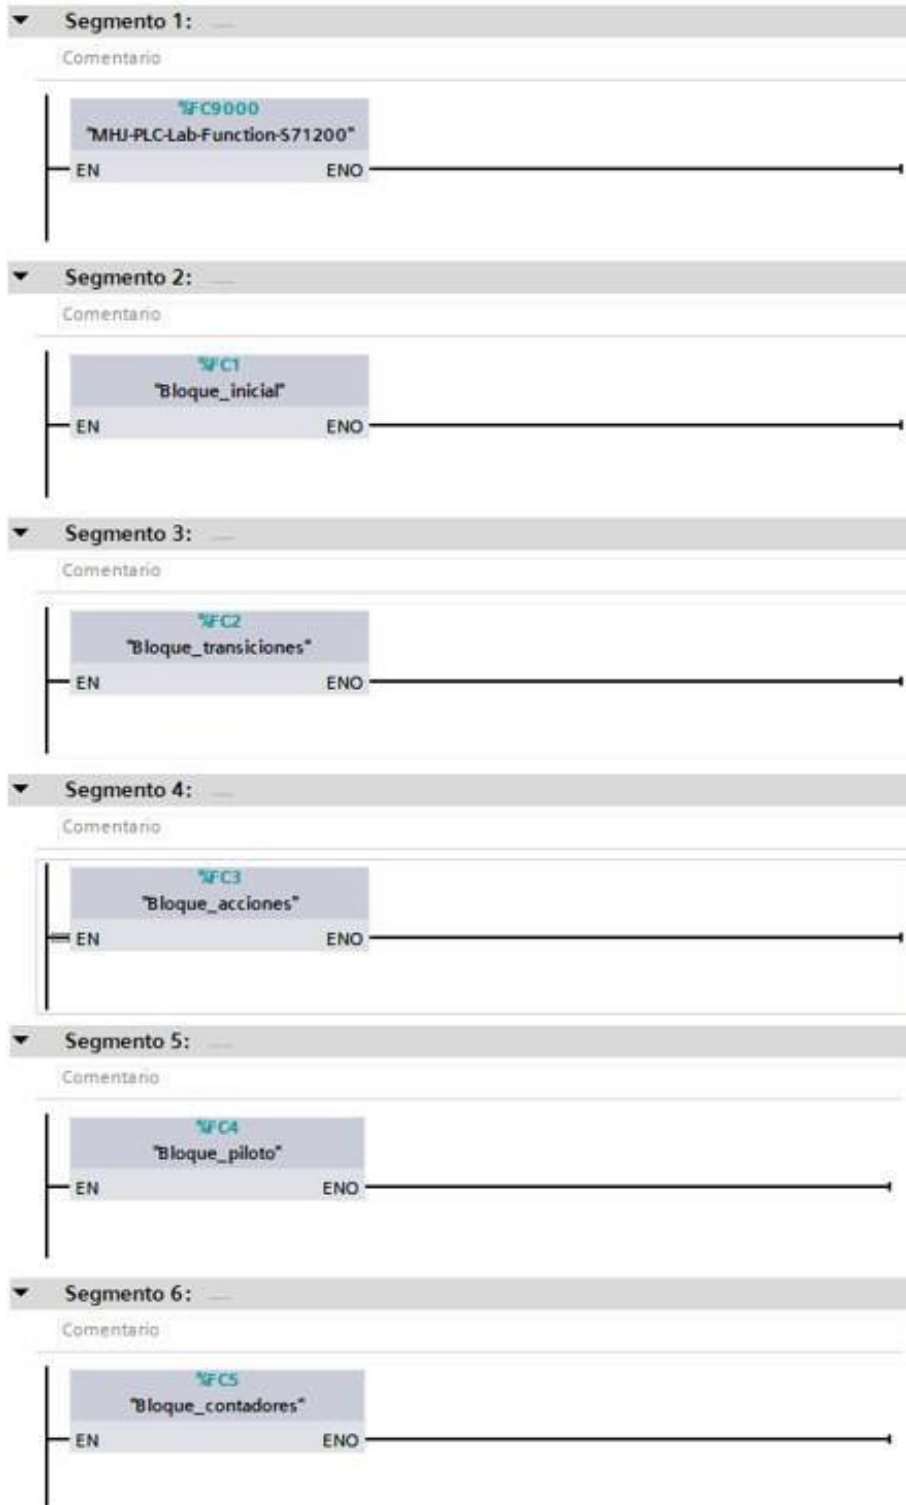 Segmento 1:
Comentario
%FC9000
"MHJ-PLC-Lab-Function-S71200"
EN ENO
Segmento 2:
Comentario
%FC1
"Bloque_inicial"
EN ENO
Segmento 3:
Comentario
%FC2
"Bloque_transiciones"
EN ENO
Segmento 4:
Comentario
%FC3
"Bloque_acciones"
EN ENO
Segmento 5:
Comentario
%FC4
"Bloque_piloto"
EN ENO
Segmento 6:
Comentario
%FC5
"Bloque_contadores"
EN ENO